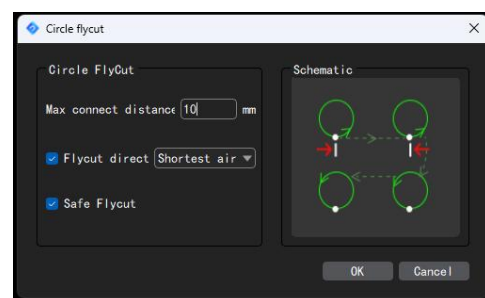 Circle flycut
Circle FlyCut
Max connect distance 10 mm
Flycut direct Shortest air
Safe Flycut
Schematic
OK Cancel